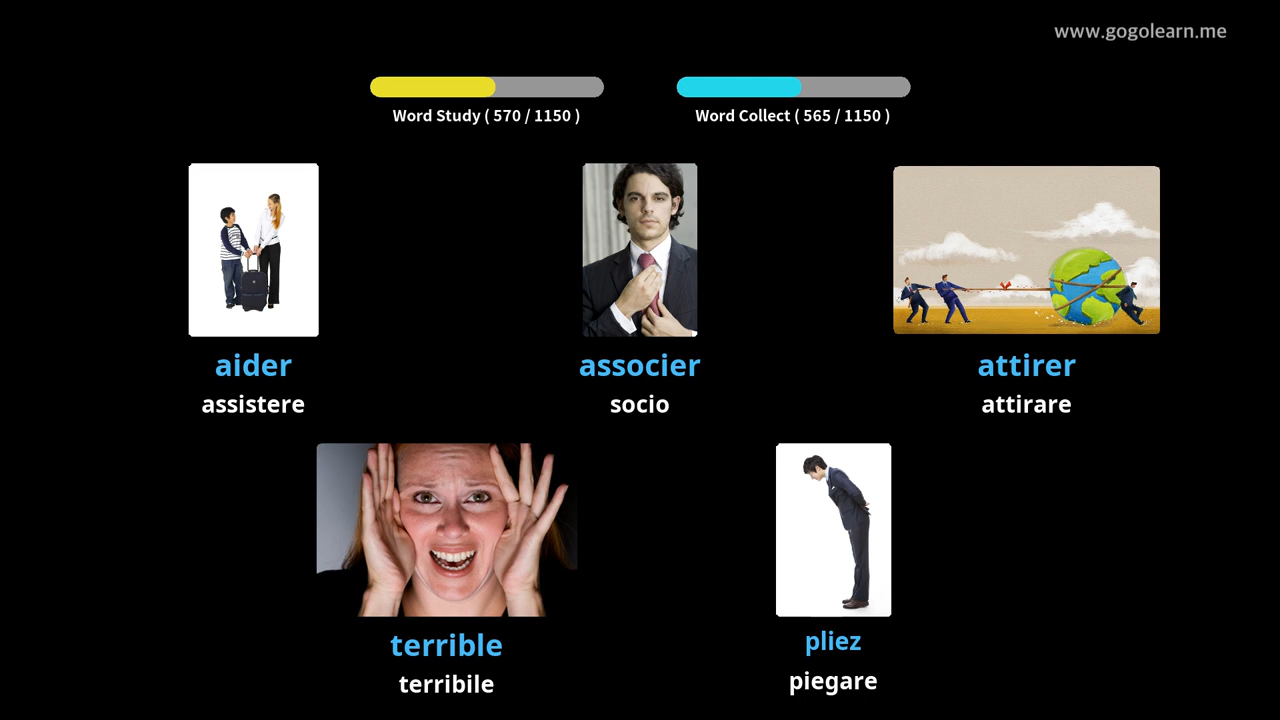 www.gogolearn.me
Word Study ( 570 / 1150 )
Word Collect ( 565 / 1150 )
aider
assistere
associer
socio
attirer
attirare
terrible
terribile
pliez
piegare